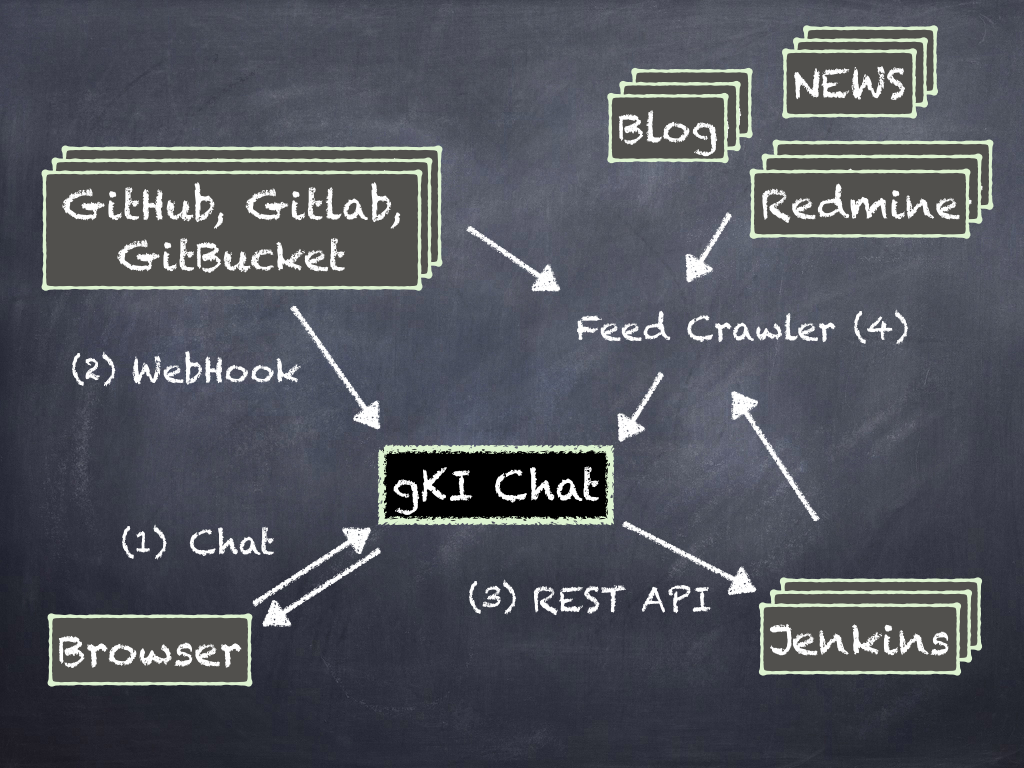 NEWS
Blog
GitHub, Gitlab,
GitBucket
Redmine
Feed Crawler (4)
(2) WebHook
gKI Chat
(1) Chat
(3) REST API
Browser
Jenkins